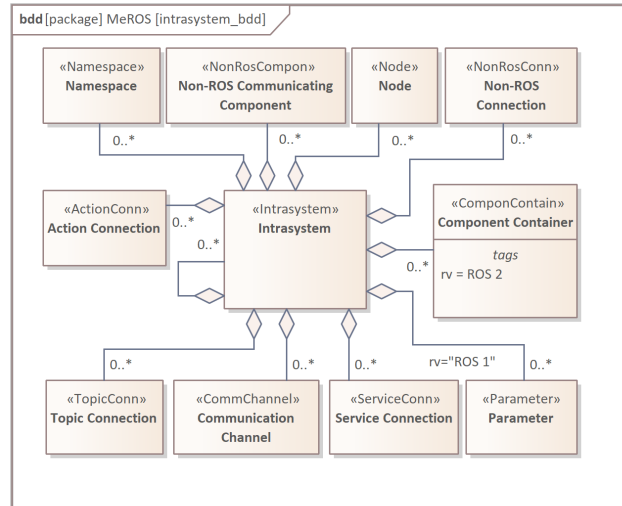 bdd [package] MeROS [intrasystem_bdd]
«Namespace»
Namespace
«NonRosCompon»
Non-ROS Communicating
Component
«Node»
Node
«NonRosConn»
Non-ROS
Connection
0..*
0..*
0..*
0..*
«ActionConn»
Action Connection
0..*
«Intrasystem»
Intrasystem
0..*
«ComponContain»
Component Container
tags
rv = ROS 2
0..*
0..*
0..*
0..*
rv="ROS 1"
0..*
«TopicConn»
Topic Connection
«CommChannel»
Communication
Channel
«ServiceConn»
Service Connection
«Parameter»
Parameter